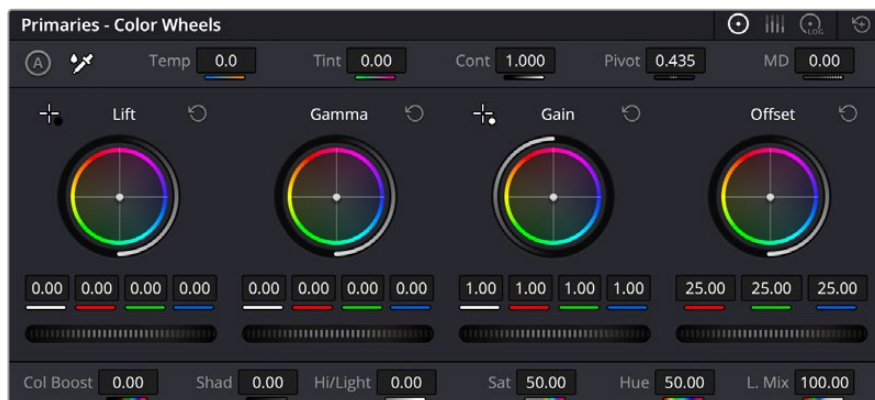 Primaries - Color Wheels
LOG
A Temp 0.0 Tint 0.00 Cont 1.000 Pivot 0.435 MD 0.00
Lift Gamma Gain Offset
0.00 0.00 0.00 0.00 0.00 0.00 0.00 0.00 1.00 1.00 1.00 1.00 25.00 25.00 25.00
Col Boost 0.00 Shad 0.00 Hi/Light 0.00 Sat 50.00 Hue 50.00 L. Mix 100.00